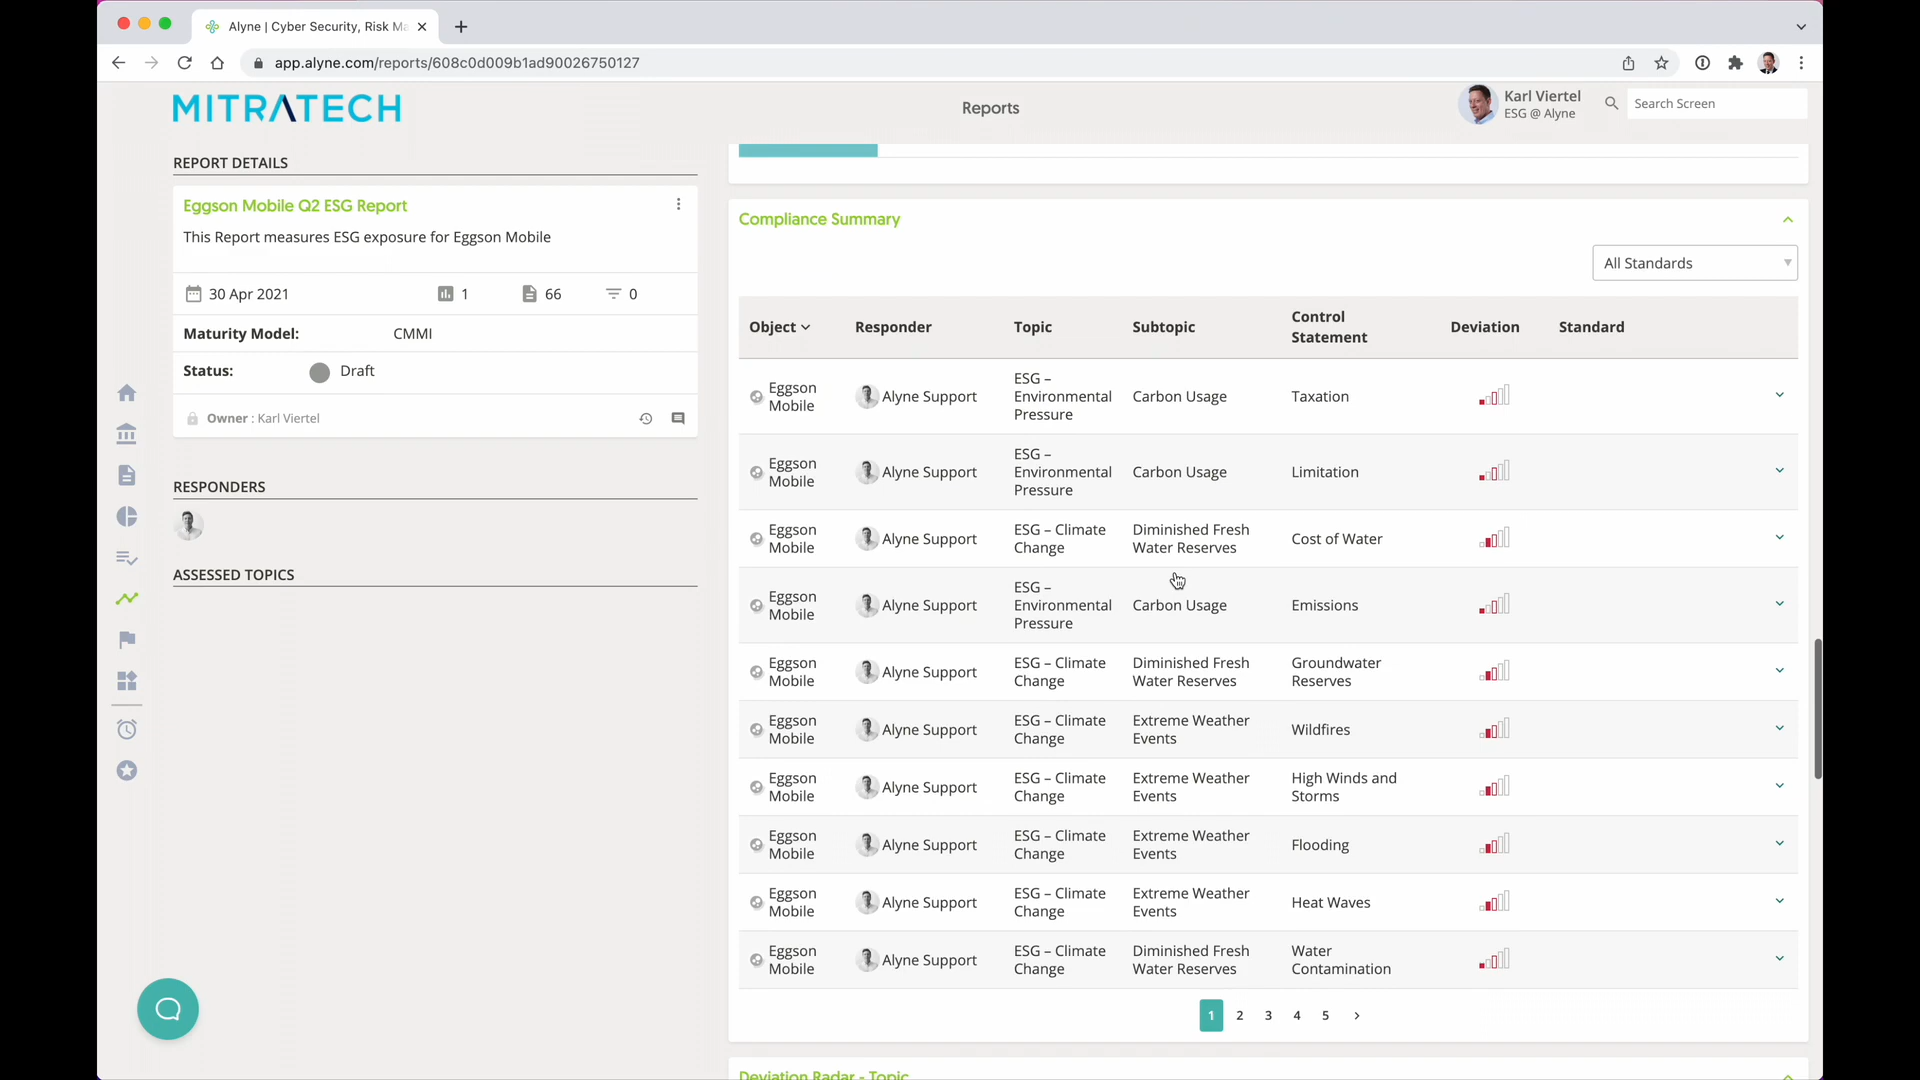 Alyne | Cyber Security, Risk Ma
app.alyne.com/reports/608c0d009b1ad90026750127
MITRATECH
Reports
Karl Viertel
ESG @ Alyne
Search Screen
REPORT DETAILS
Eggson Mobile Q2 ESG Report
This Report measures ESG exposure for Eggson Mobile
30 Apr 2021
1
66
0
Maturity Model:
CMMI
Status:
Draft
Owner : Karl Viertel
RESPONDERS
ASSESSED TOPICS
Compliance Summary
All Standards
Object
Responder
Topic
Subtopic
Control
Statement
Deviation
Standard
Eggson
Mobile
Alyne Support
ESG –
Environmental
Pressure
Carbon Usage
Taxation
Eggson
Mobile
Alyne Support
ESG –
Environmental
Pressure
Carbon Usage
Limitation
Eggson
Mobile
Alyne Support
ESG – Climate
Change
Diminished Fresh
Water Reserves
Cost of Water
Eggson
Mobile
Alyne Support
ESG –
Environmental
Pressure
Carbon Usage
Emissions
Eggson
Mobile
Alyne Support
ESG – Climate
Change
Diminished Fresh
Water Reserves
Groundwater
Reserves
Eggson
Mobile
Alyne Support
ESG – Climate
Change
Extreme Weather
Events
Wildfires
Eggson
Mobile
Alyne Support
ESG – Climate
Change
Extreme Weather
Events
High Winds and
Storms
Eggson
Mobile
Alyne Support
ESG – Climate
Change
Extreme Weather
Events
Flooding
Eggson
Mobile
Alyne Support
ESG – Climate
Change
Extreme Weather
Events
Heat Waves
Eggson
Mobile
Alyne Support
ESG – Climate
Change
Diminished Fresh
Water Reserves
Water
Contamination
1 2 3 4 5
Deviation Radar - Topic